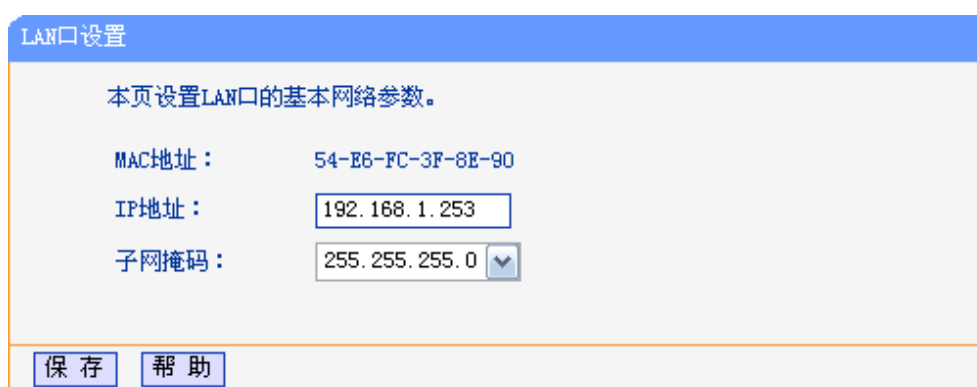 LAN口设置
本页设置LAN口的基本网络参数。
MAC地址： 54-E6-FC-3F-8E-90
IP地址： 192.168.1.253
子网掩码： 255.255.255.0
保 存 帮 助